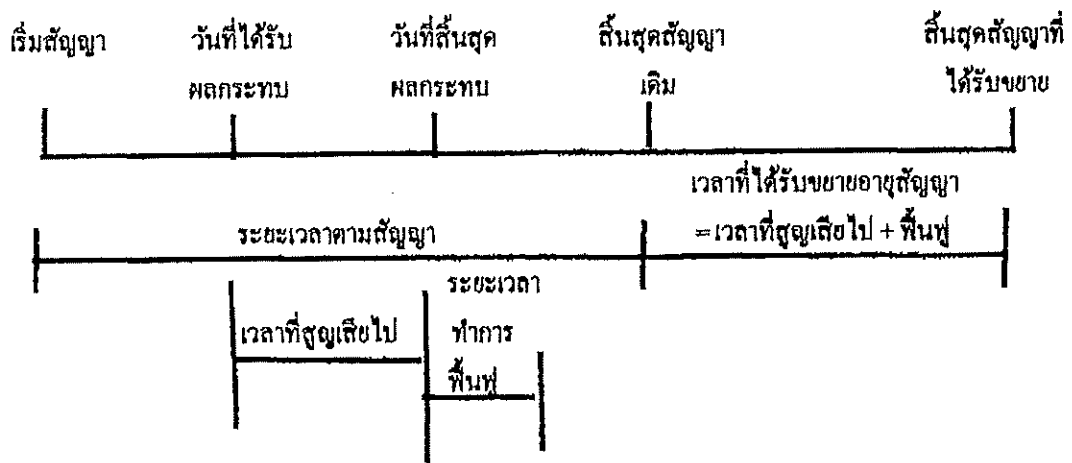 เริ่มสัญญา วันที่ได้รับ วันที่สิ้นสุด สิ้นสุดสัญญา สิ้นสุดสัญญาที่
ผลกระทบ ผลกระทบ เดิม ได้รับขยาย
เวลาที่ได้รับขยายอายุสัญญา
ระยะเวลาตามสัญญา =เวลาที่สูญเสียไป + ฟื้นฟู
ระยะเวลา
เวลาที่สูญเสียไป ทำการ
ฟื้นฟู